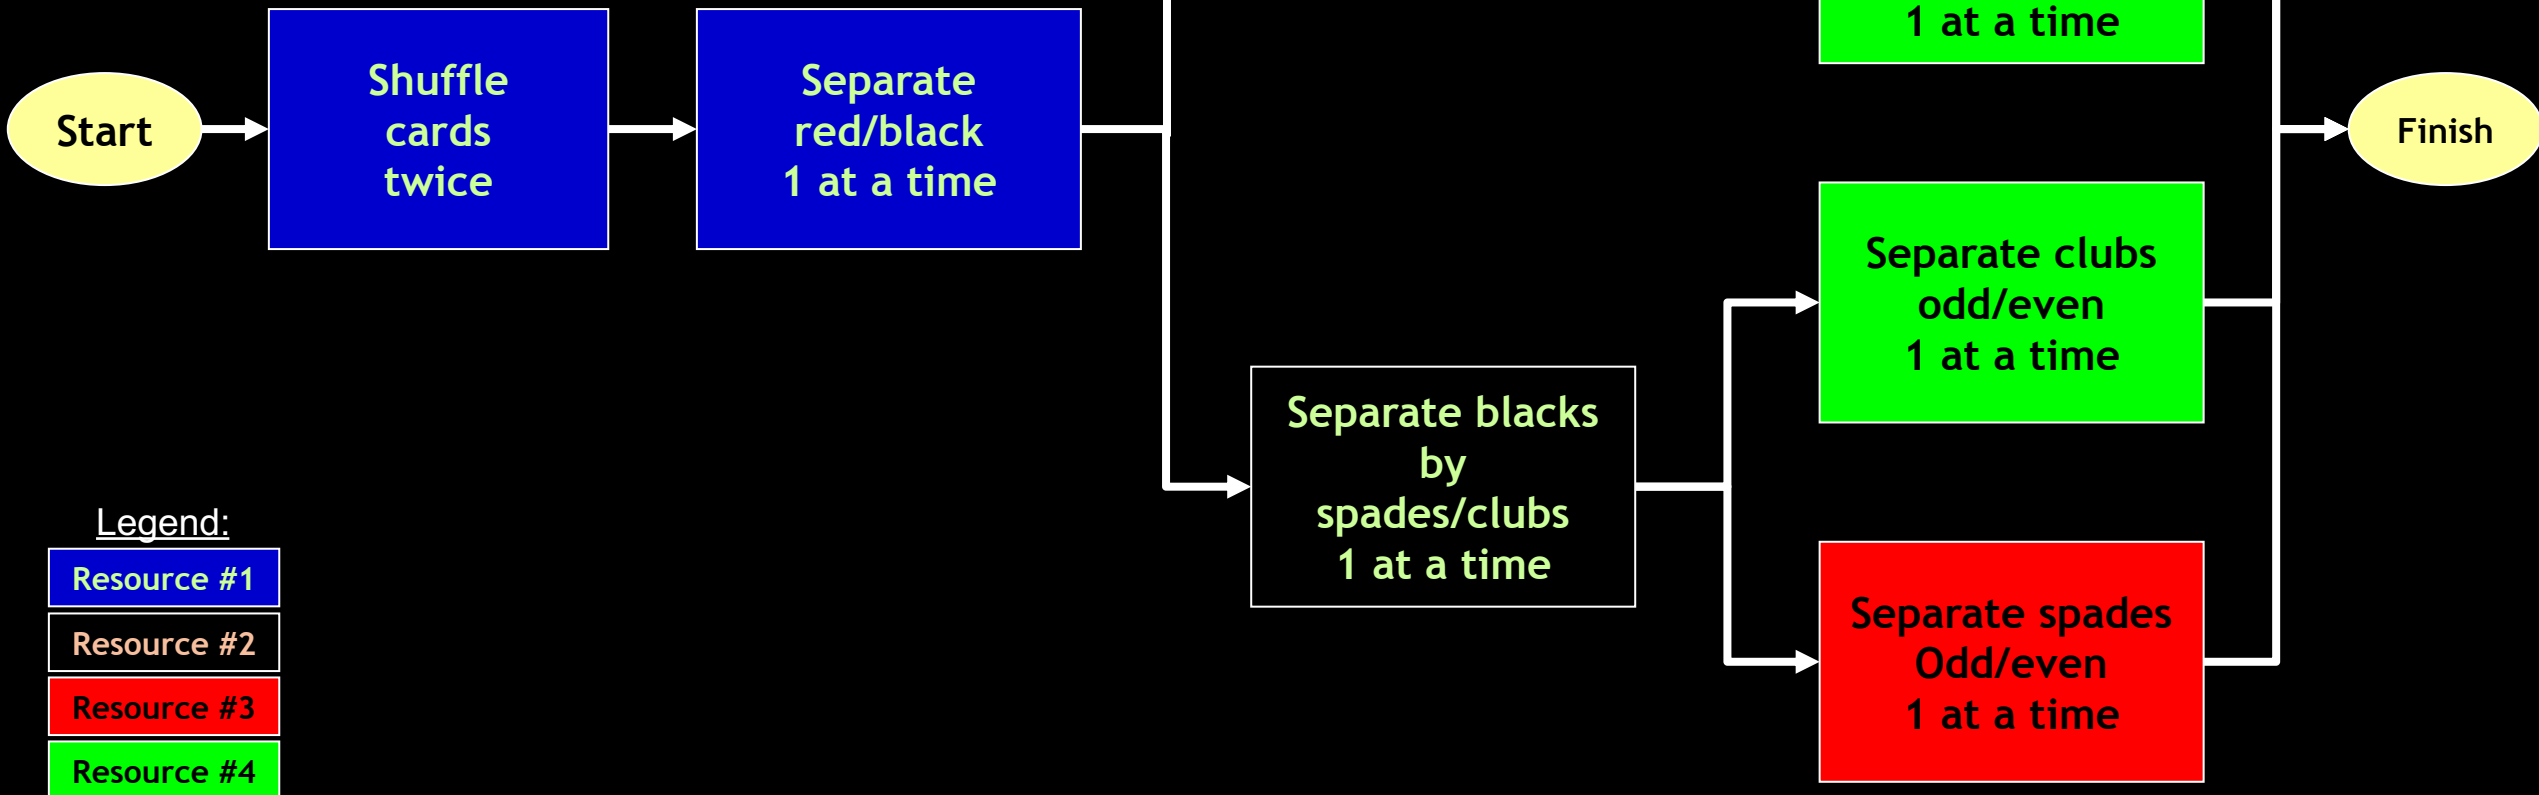 1 at a time
Start
Shuffle
cards
twice
Separate
red/black
1 at a time
Finish
Separate clubs
odd/even
1 at a time
Separate blacks
by
spades/clubs
1 at a time
Separate spades
Odd/even
1 at a time
Legend:
Resource #1
Resource #2
Resource #3
Resource #4